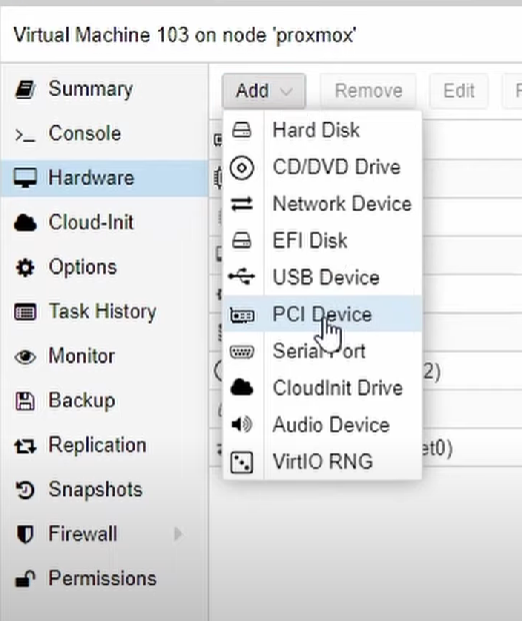 Virtual Machine 103 on node 'proxmox'
Summary
Console
Hardware
Cloud-Init
Options
Task History
Monitor
Backup
Replication
Snapshots
Firewall
Permissions
Add
Remove
Edit
Hard Disk
CD/DVD Drive
Network Device
EFI Disk
USB Device
PCI Device
Serial Port
CloudInit Drive
Audio Device
VirtIO RNG
2)
et0)